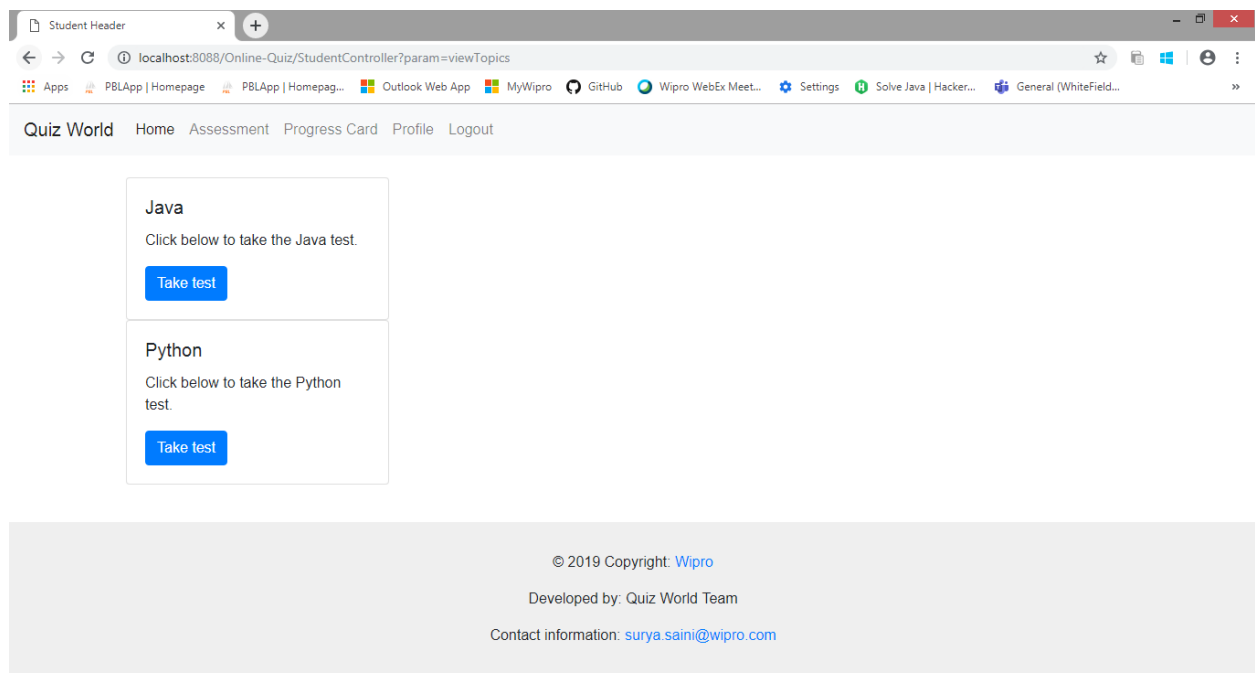 Student Header
localhost:8088/Online-Quiz/StudentController?param=viewTopics
Apps PBLApp | Homepage PBLApp | Homepag... Outlook Web App MyWipro GitHub Wipro WebEx Meet... Settings Solve Java | Hacker... General (WhiteField... »
Quiz World Home Assessment Progress Card Profile Logout
Java
Click below to take the Java test.
Take test
Python
Click below to take the Python
test.
Take test
© 2019 Copyright: Wipro
Developed by: Quiz World Team
Contact information: surya.saini@wipro.com